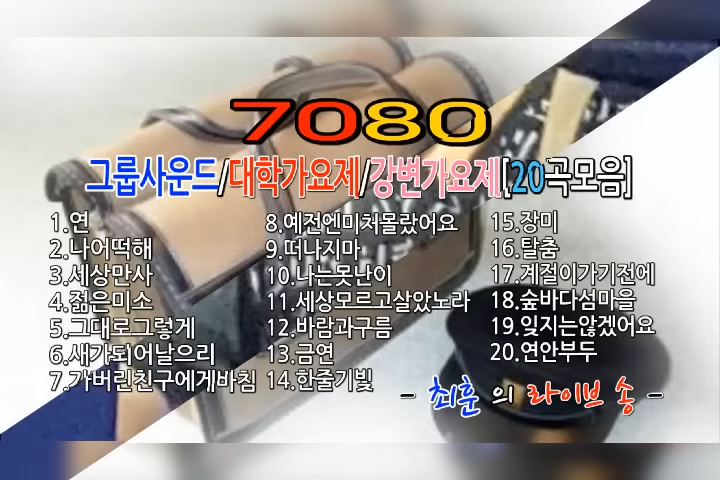 7080
그룹사운드/대학가요제/강변가요제[20곡모음]
1.연
2.나어떡해
3.세상만사
4.젊은미소
5.그대로그렇게
6.새가되어날으리
7.가버린친구에게바침
8.예전엔미처몰랐어요
9.떠나지마
10.나는못난이
11.세상모르고살았노라
12.바람과구름
13.금연
14.한줄기빛
15.장미
16.탈춤
17.계절이가기전에
18.숲바다섬마을
19.잊지는않겠어요
20.연안부두
- 최훈 의 라이브 송 -